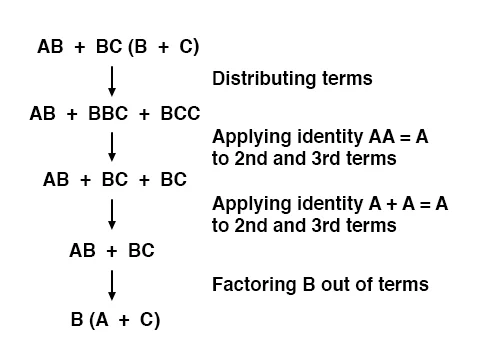 AB + BC (B + C)
Distributing terms
AB + BBC + BCC
Applying identity AA = A
to 2nd and 3rd terms
AB + BC + BC
Applying identity A + A = A
to 2nd and 3rd terms
AB + BC
Factoring B out of terms
B (A + C)